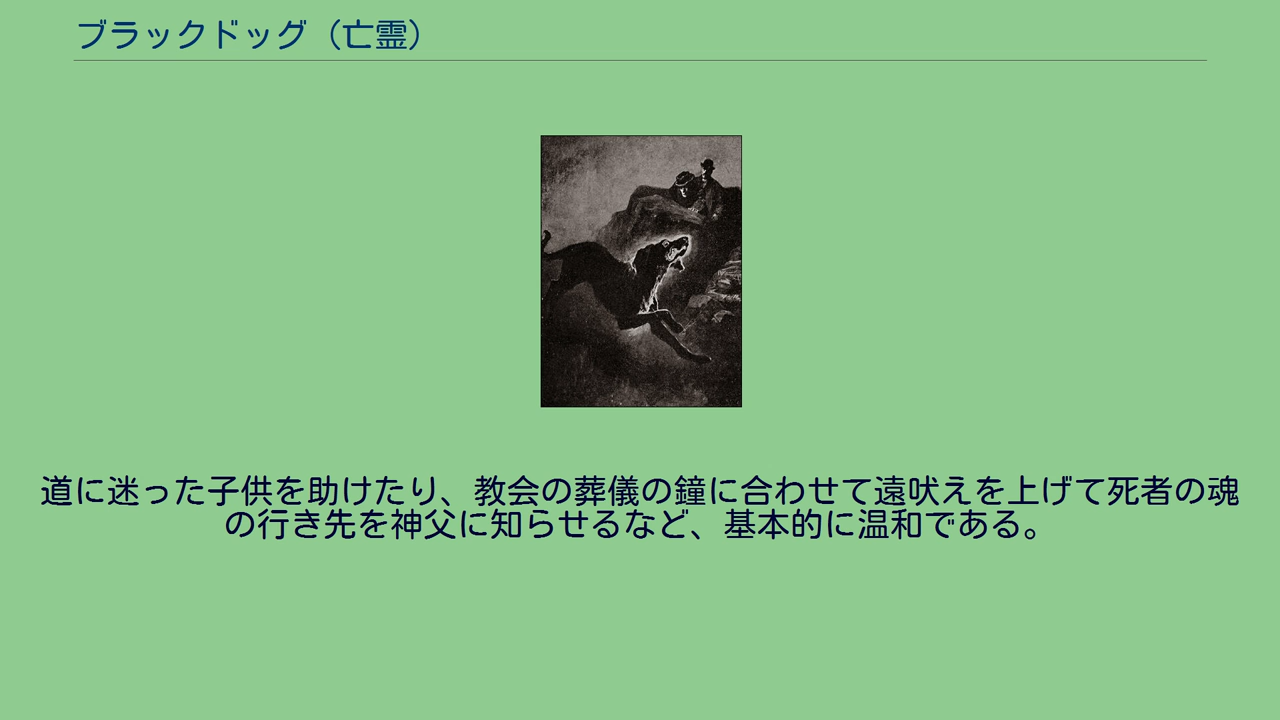 ブラックドッグ（亡霊）
道に迷った子供を助けたり、教会の葬儀の鐘に合わせて遠吠えを上げて死者の魂
の行き先を神父に知らせるなど、基本的に温和である。